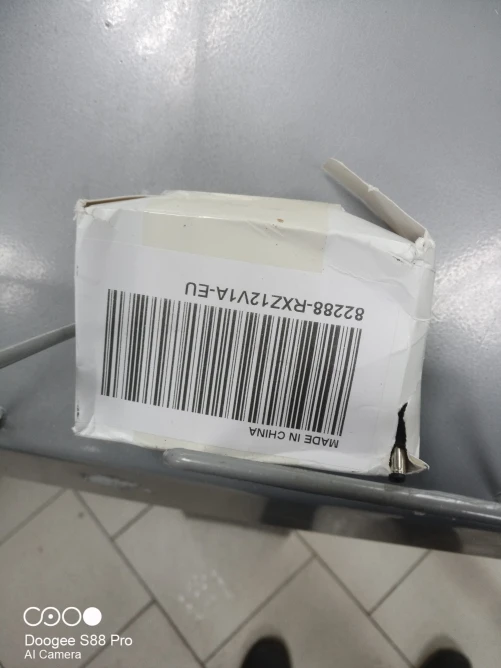 82288-RXZ12V1A-EU
MADE IN CHINA
Doogee S88 Pro
AI Camera